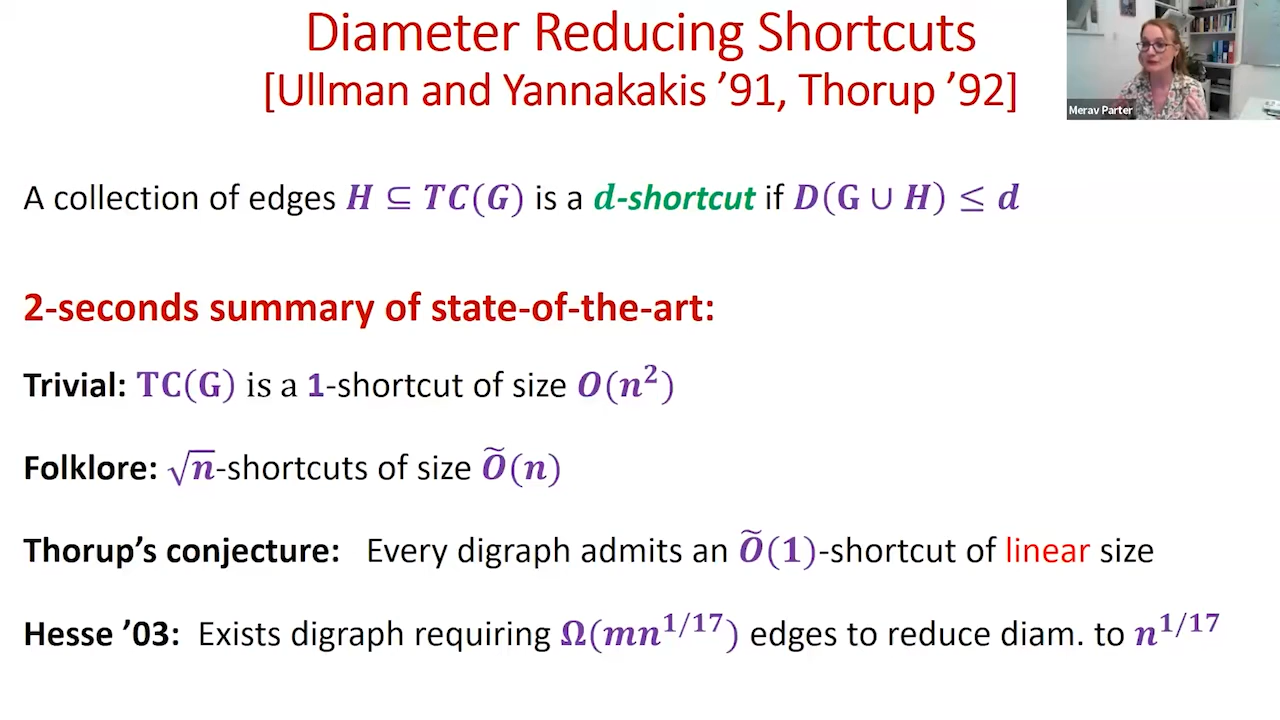 Diameter Reducing Shortcuts
[Ullman and Yannakakis ’91, Thorup ’92]
Merav Parter
A collection of edges H ⊆ TC(G) is a d-shortcut if D(G ∪ H) ≤ d
2-seconds summary of state-of-the-art:
Trivial: TC(G) is a 1-shortcut of size O(n²)
Folklore: √n-shortcuts of size Õ(n)
Thorup’s conjecture: Every digraph admits an Õ(1)-shortcut of linear size
Hesse ’03: Exists digraph requiring Ω(mn^{1/17}) edges to reduce diam. to n^{1/17}